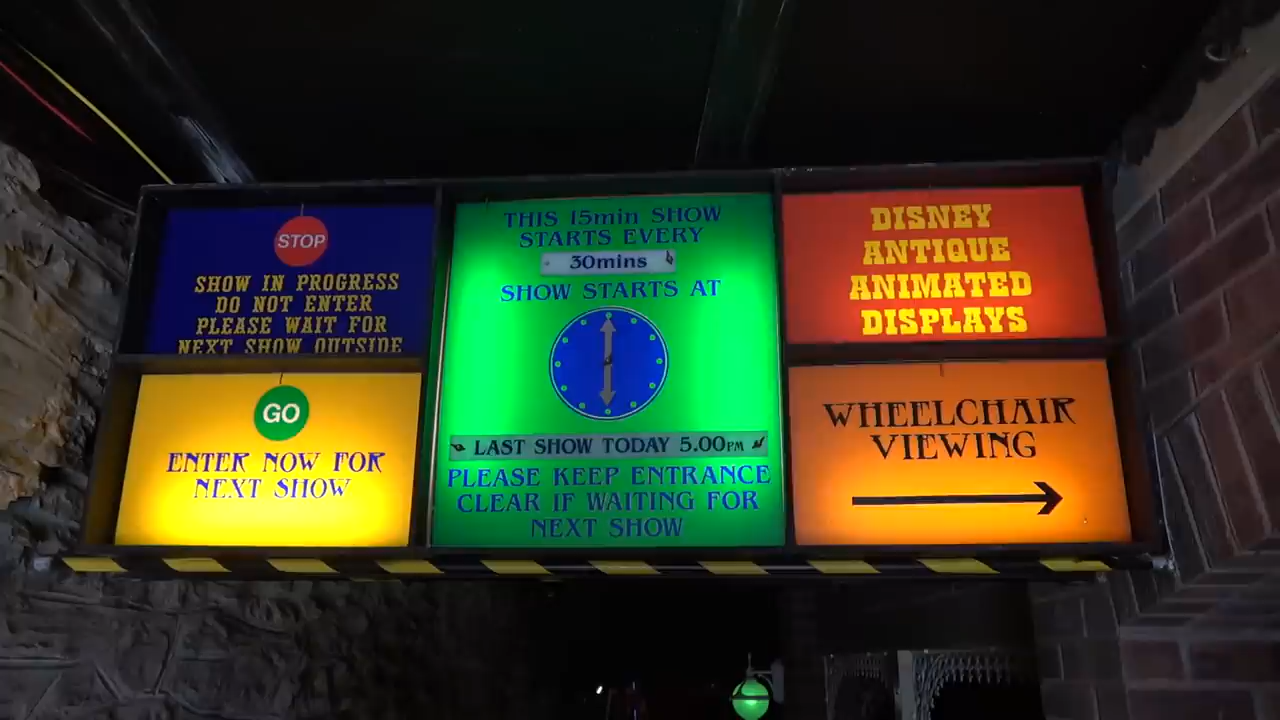 STOP
SHOW IN PROGRESS
DO NOT ENTER
PLEASE WAIT FOR
NEXT SHOW OUTSIDE
GO
ENTER NOW FOR
NEXT SHOW
THIS 15min SHOW
STARTS EVERY
30mins
SHOW STARTS AT
LAST SHOW TODAY 5.00PM
PLEASE KEEP ENTRANCE
CLEAR IF WAITING FOR
NEXT SHOW
DISNEY
ANTIQUE
ANIMATED
DISPLAYS
WHEELCHAIR
VIEWING